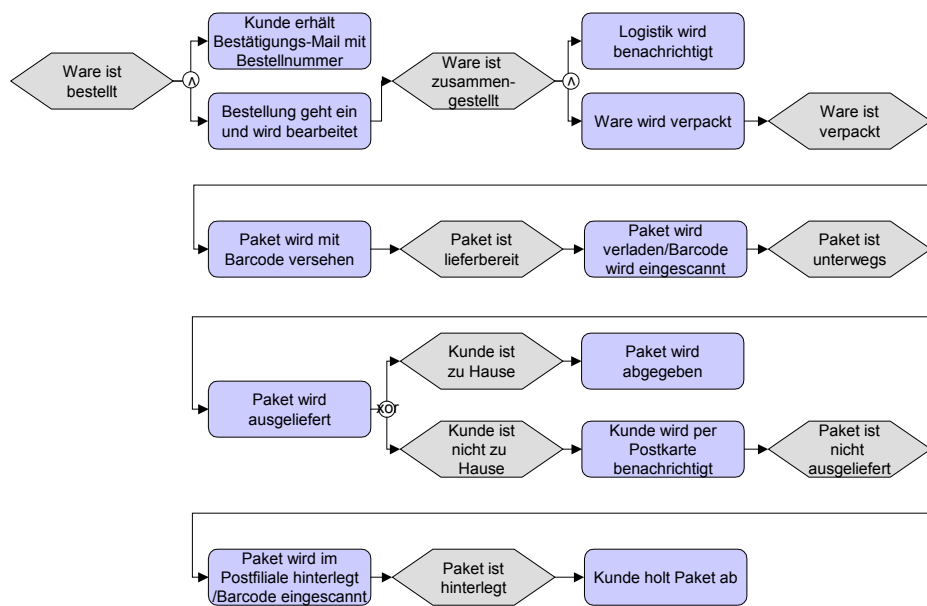 Ware ist
bestellt
Kunde erhält
Bestätigungs-Mail mit
Bestellnummer
Bestellung geht ein
und wird bearbeitet
Ware ist
zusammen-
gestellt
Logistik wird
benachrichtigt
Ware wird verpackt
Ware ist
verpackt
Paket wird mit
Barcode versehen
Paket ist
lieferbereit
Paket wird
verladen/Barcode
wird eingescannt
Paket ist
unterwegs
Paket wird
ausgeliefert
xor
Kunde ist
zu Hause
Paket wird
abgegeben
Kunde ist
nicht zu
Hause
Kunde wird per
Postkarte
benachrichtigt
Paket ist
nicht
ausgeliefert
Paket wird im
Postfiliale hinterlegt
/Barcode eingescannt
Paket ist
hinterlegt
Kunde holt Paket ab